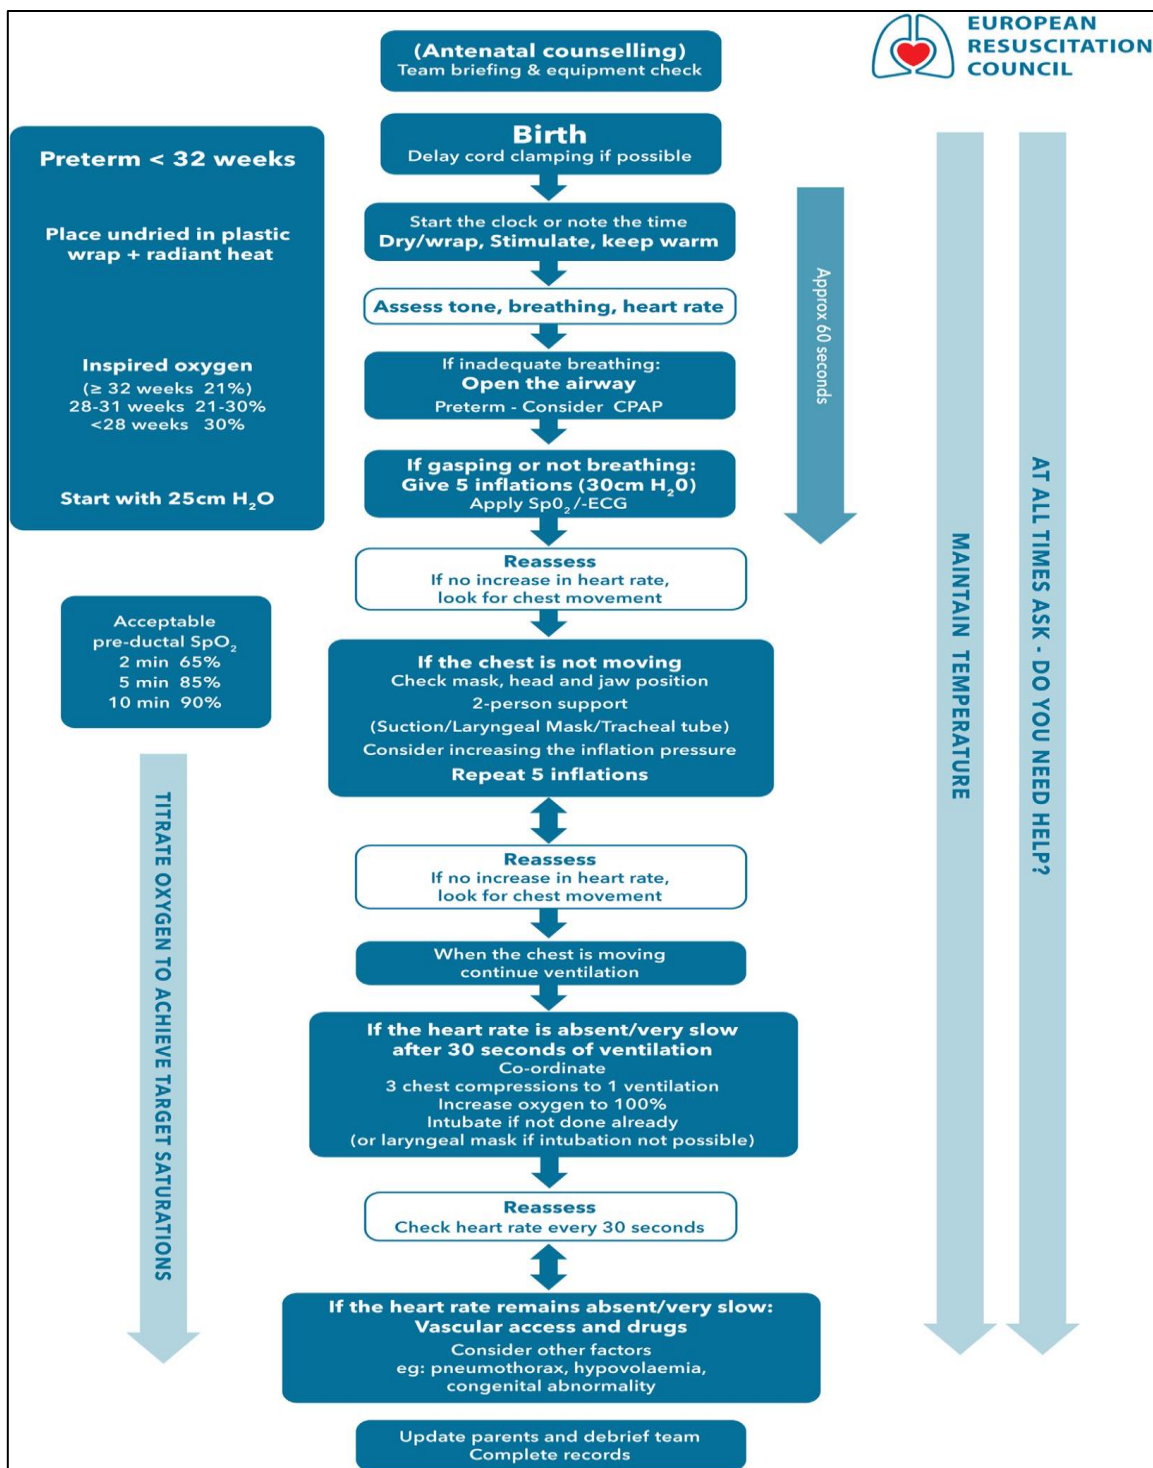 EUROPEAN
RESUSCITATION
COUNCIL
(Antenatal counselling)
Team briefing & equipment check
Birth
Delay cord clamping if possible
Start the clock or note the time
Dry/wrap, Stimulate, keep warm
Assess tone, breathing, heart rate
If inadequate breathing:
Open the airway
Preterm - Consider CPAP
If gasping or not breathing:
Give 5 inflations (30cm H₂0)
Apply Sp0₂/-ECG
Reassess
If no increase in heart rate,
look for chest movement
If the chest is not moving
Check mask, head and jaw position
2-person support
(Suction/Laryngeal Mask/Tracheal tube)
Consider increasing the inflation pressure
Repeat 5 inflations
Reassess
If no increase in heart rate,
look for chest movement
When the chest is moving
continue ventilation
If the heart rate is absent/very slow
after 30 seconds of ventilation
Co-ordinate
3 chest compressions to 1 ventilation
Increase oxygen to 100%
Intubate if not done already
(or laryngeal mask if intubation not possible)
Reassess
Check heart rate every 30 seconds
If the heart rate remains absent/very slow:
Vascular access and drugs
Consider other factors
eg: pneumothorax, hypovolaemia,
congenital abnormality
Update parents and debrief team
Complete records
Preterm < 32 weeks
Place undried in plastic
wrap + radiant heat
Inspired oxygen
(≥ 32 weeks 21%)
28-31 weeks 21-30%
<28 weeks 30%
Start with 25cm H₂O
Acceptable
pre-ductal SpO₂
2 min 65%
5 min 85%
10 min 90%
TITRATE OXYGEN TO ACHIEVE TARGET SATURATIONS
Approx 60 seconds
MAINTAIN TEMPERATURE
AT ALL TIMES ASK - DO YOU NEED HELP?